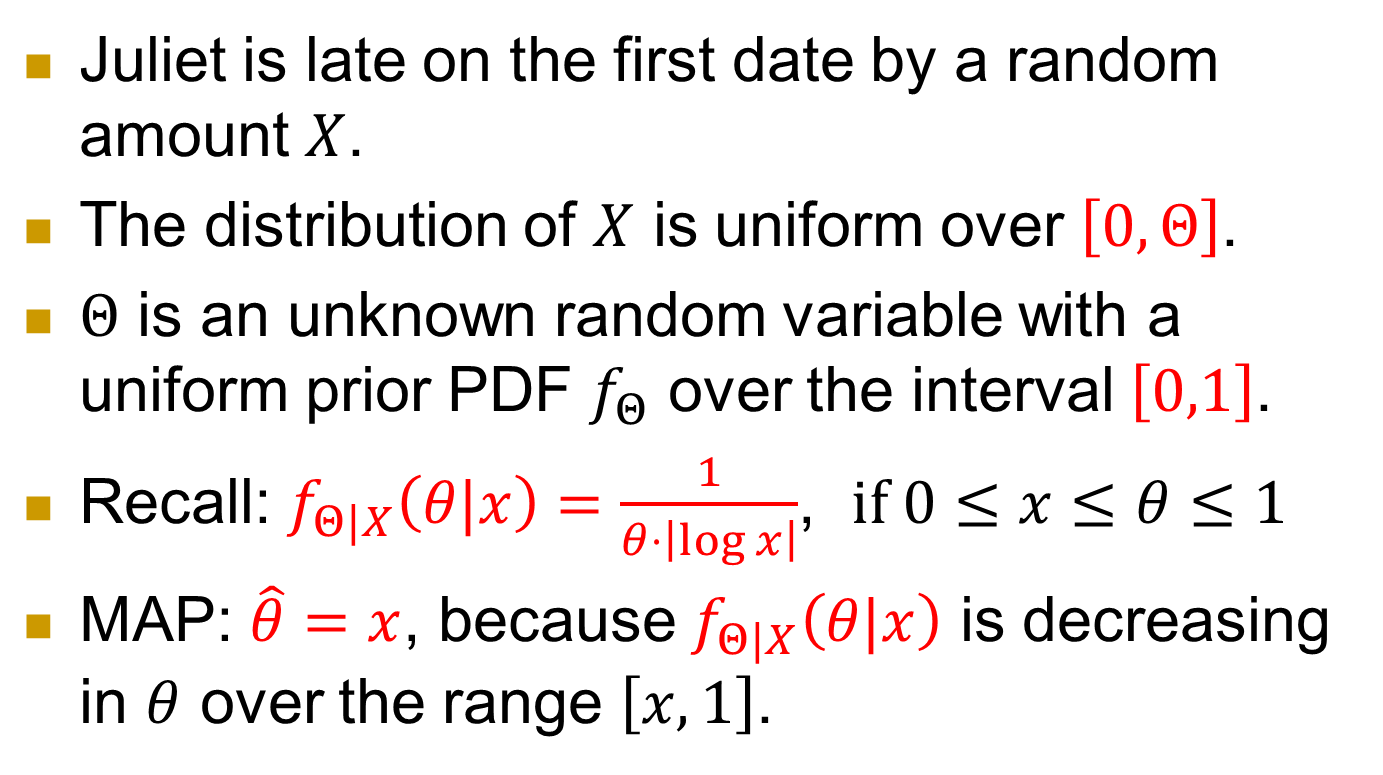 ■ Juliet is late on the first date by a random
amount 𝑋.
■ The distribution of 𝑋 is uniform over [0, Θ].
■ Θ is an unknown random variable with a
uniform prior PDF 𝑓_Θ over the interval [0,1].
■ Recall: 𝑓_{Θ|𝑋}(𝜃|𝑥) = 1/(𝜃·|log 𝑥|), if 0 ≤ 𝑥 ≤ 𝜃 ≤ 1
■ MAP: 𝜃̂ = 𝑥, because 𝑓_{Θ|𝑋}(𝜃|𝑥) is decreasing
in 𝜃 over the range [𝑥, 1].